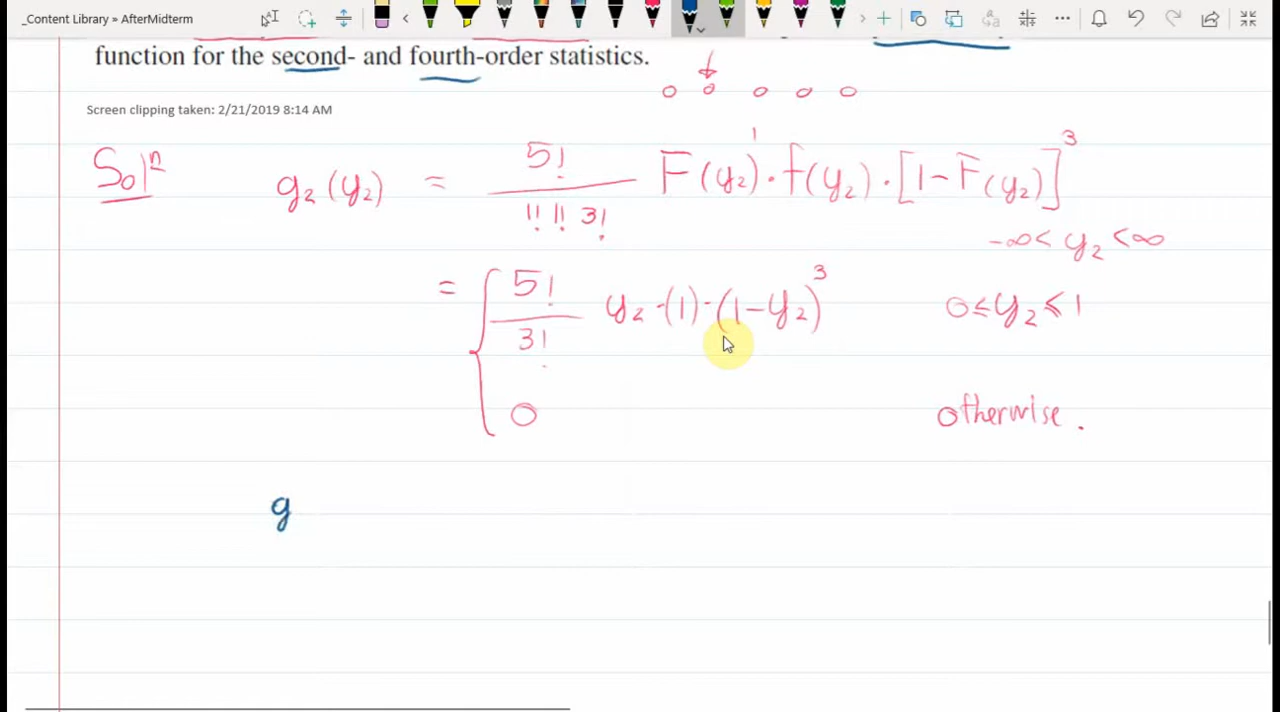 _Content Library » AfterMidterm
function for the second- and fourth-order statistics.
Screen clipping taken: 2/21/2019 8:14 AM
Solⁿ g₂(y₂) = 5! / 1! 1! 3! F(y₂)¹ · f(y₂) · [1 - F(y₂)]³
-∞ < y₂ < ∞
= { 5! / 3! y₂ · (1) · (1 - y₂)³ 0 ≤ y₂ ≤ 1
0 otherwise.
g